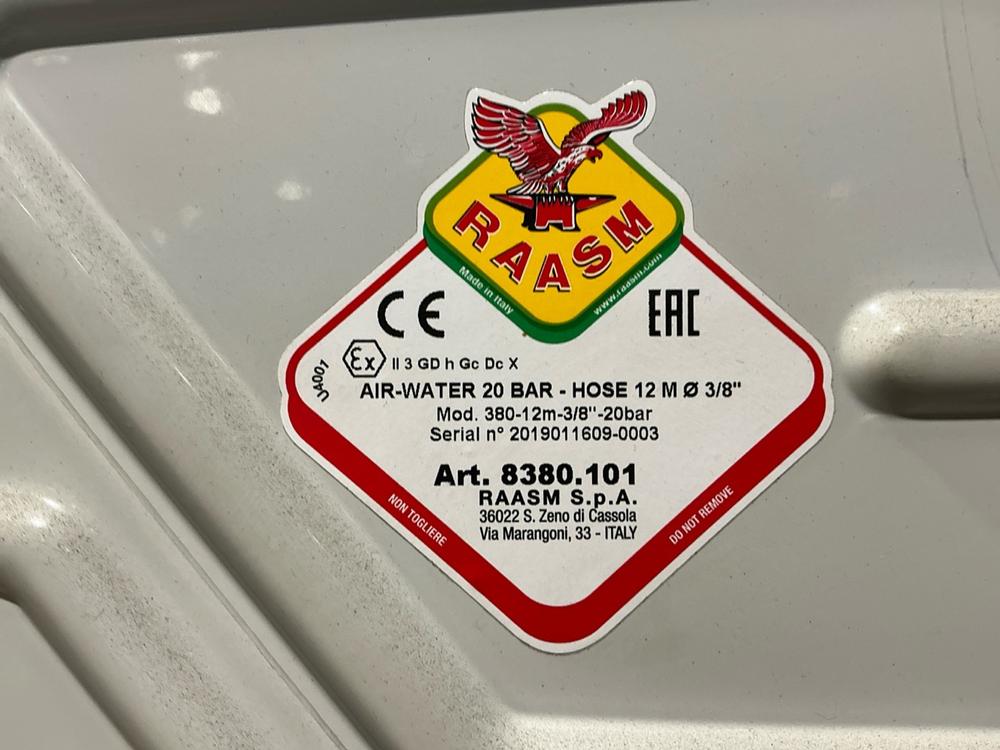 RAASM
Made in Italy
www.raasm.com
CE
EAC
Ex II 3 GD h Gc Dc X
U4001
AIR-WATER 20 BAR - HOSE 12 M Ø 3/8"
Mod. 380-12m-3/8"-20bar
Serial n° 2019011609-0003
Art. 8380.101
RAASM S.p.A.
36022 S. Zeno di Cassola
Via Marangoni, 33 - ITALY
NON TOGLIERE
DO NOT REMOVE